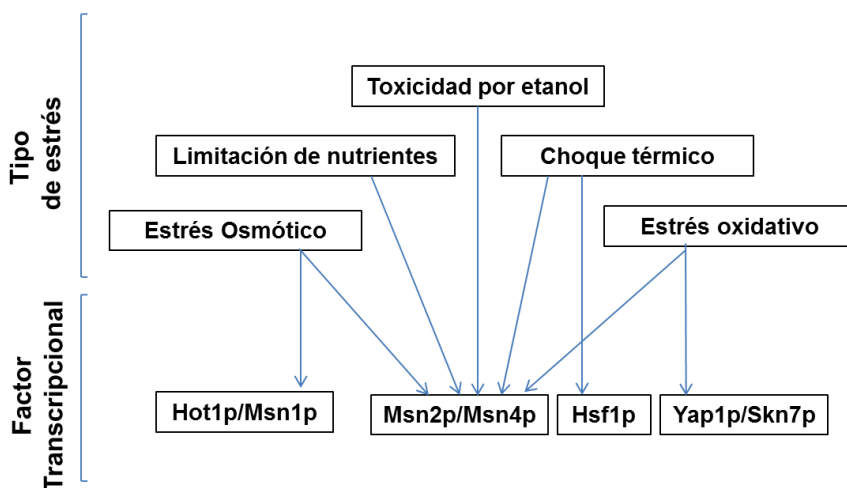 Tipo
de estrés
Toxicidad por etanol
Limitación de nutrientes
Choque térmico
Estrés Osmótico
Estrés oxidativo
Factor
Transcripcional
Hot1p/Msn1p
Msn2p/Msn4p
Hsf1p
Yap1p/Skn7p